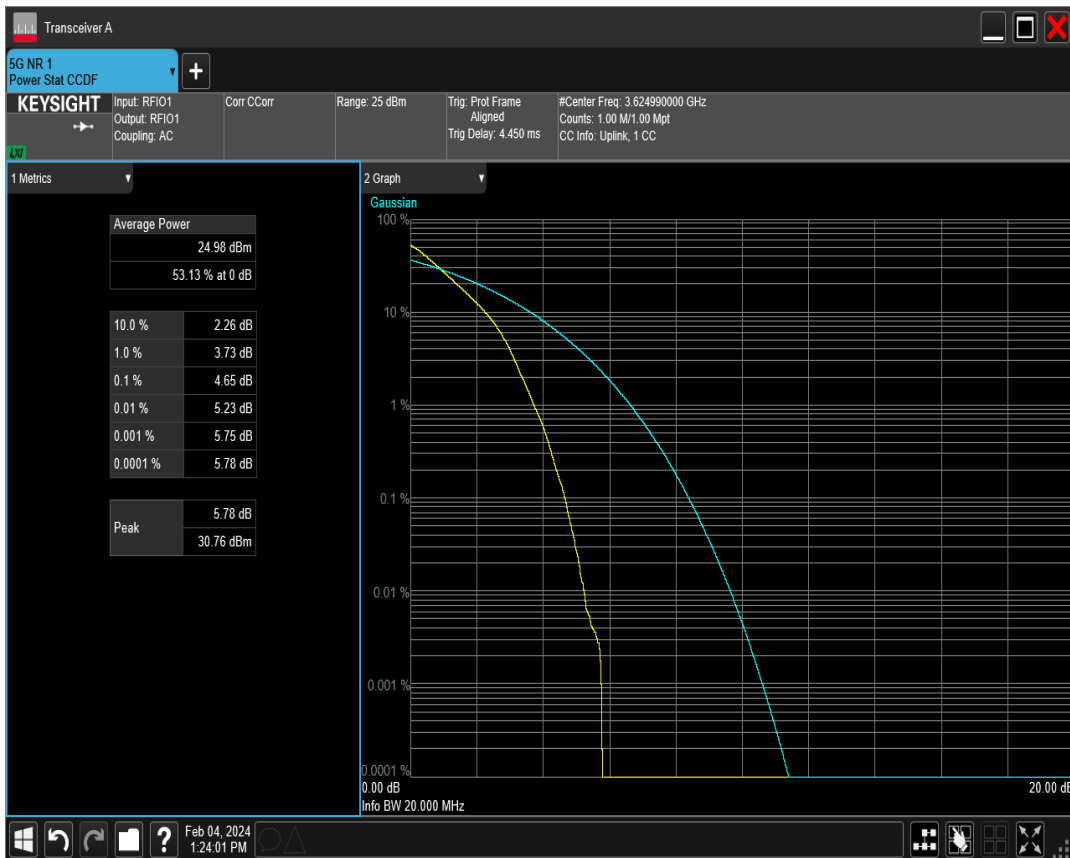 Transceiver A
5G NR 1
Power Stat CCDF
+
KEYSIGHT
LXI
Input: RFIO1
Output: RFIO1
Coupling: AC
Corr CCorr
Range: 25 dBm
Trig: Prot Frame
Aligned
Trig Delay: 4.450 ms
#Center Freq: 3.624990000 GHz
Counts: 1.00 M/1.00 Mpt
CC Info: Uplink, 1 CC
1 Metrics
Average Power
24.98 dBm
53.13 % at 0 dB
10.0 % 2.26 dB
1.0 % 3.73 dB
0.1 % 4.65 dB
0.01 % 5.23 dB
0.001 % 5.75 dB
0.0001 % 5.78 dB
Peak
5.78 dB
30.76 dBm
2 Graph
Gaussian
100 %
10 %
1 %
0.1 %
0.01 %
0.001 %
0.0001 %
0.00 dB 20.00 dB
Info BW 20.000 MHz
?
Feb 04, 2024
1:24:01 PM